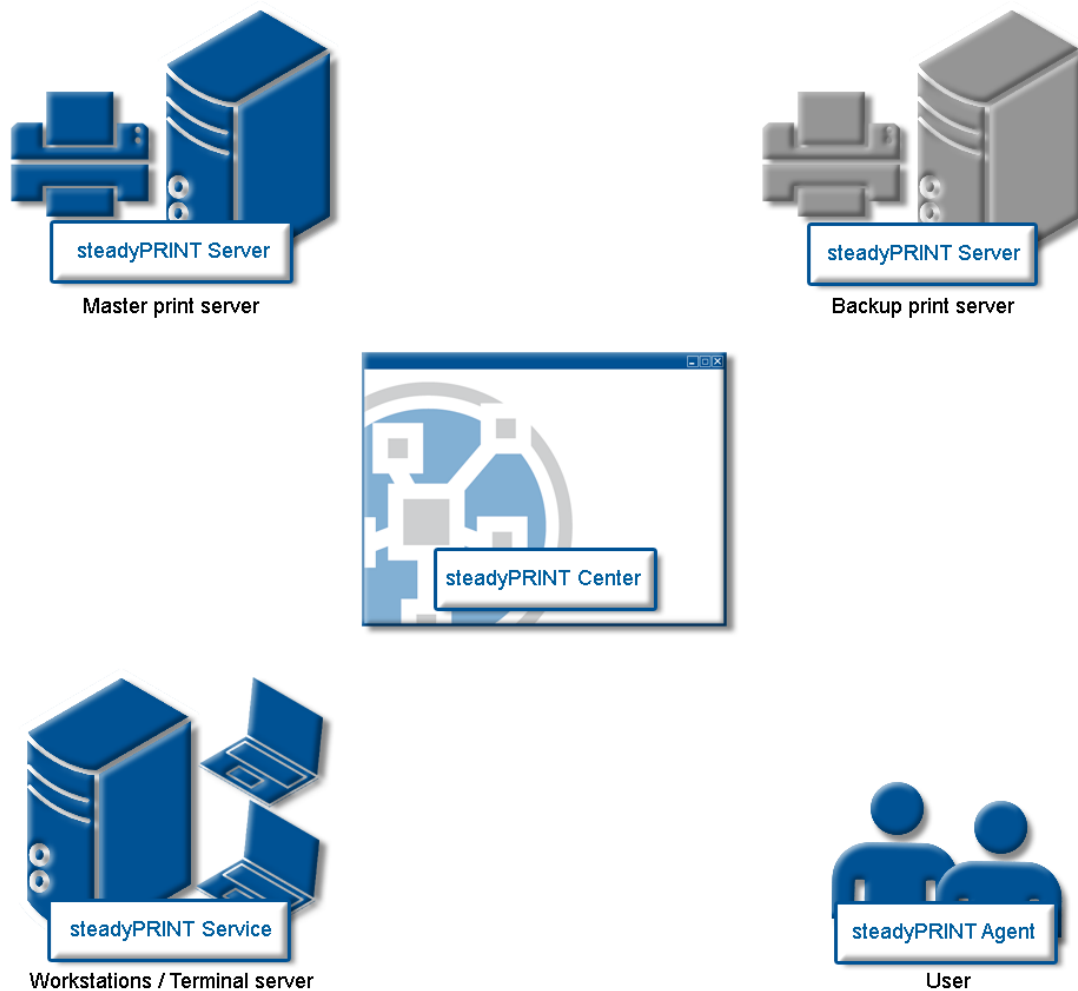 steadyPRINT Server
Master print server
steadyPRINT Server
Backup print server
steadyPRINT Center
steadyPRINT Service
Workstations / Terminal server
steadyPRINT Agent
User